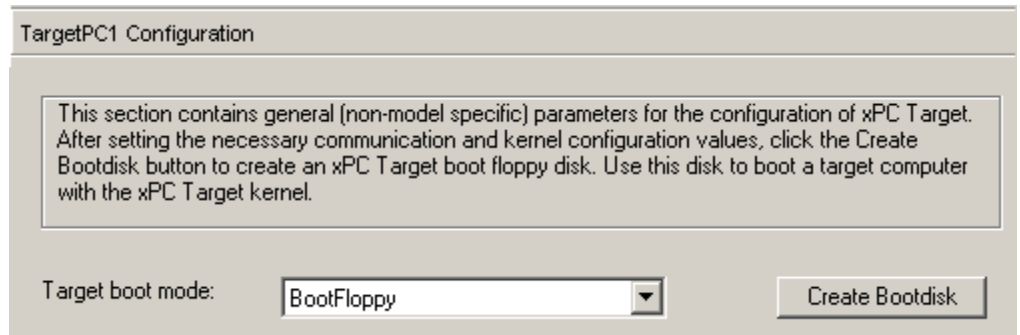 TargetPC1 Configuration
This section contains general (non-model specific) parameters for the configuration of xPC Target.
After setting the necessary communication and kernel configuration values, click the Create
Bootdisk button to create an xPC Target boot floppy disk. Use this disk to boot a target computer
with the xPC Target kernel.
Target boot mode:
BootFloppy
Create Bootdisk